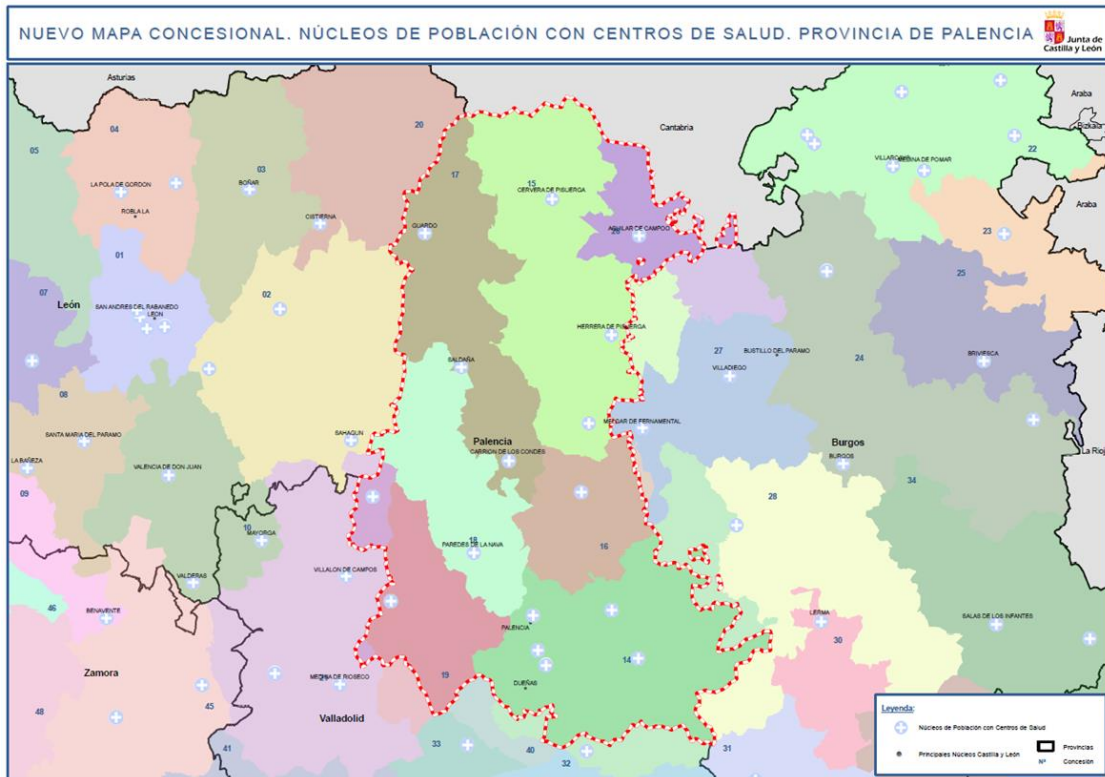 NUEVO MAPA CONCESIONAL. NÚCLEOS DE POBLACIÓN CON CENTROS DE SALUD. PROVINCIA DE PALENCIA
Junta de
Castilla y León
Asturias
Cantabria
Araba
Bizkaia
Araba
04
20
05
03
17
15
22
VILLARCAYO
MEDINA DE POMAR
LA POLA DE GORDON
BOÑAR
CERVERA DE PISUERGA
ROBLA LA
CISTIERNA
GUARDO
AGUILAR DE CAMPOO
23
01
07
León
SAN ANDRES DEL RABANEDO
LEON
02
25
HERRERA DE PISUERGA
27
BUSTILLO DEL PARAMO
24
BRIVIESCA
SALDAÑA
VILLADIEGO
08
SANTA MARIA DEL PARAMO
SAHAGUN
Palencia
MELGAR DE FERNAMENTAL
Burgos
La Rioja
LA BAÑEZA
VALENCIA DE DON JUAN
CARRION DE LOS CONDES
BURGOS
09
34
28
10
MAYORGA
PAREDES DE LA NAVA
18
16
VILLALON DE CAMPOS
VALDERAS
46
BENAVENTE
PALENCIA
LERMA
SALAS DE LOS INFANTES
30
Zamora
14
19
MEDINA DE RIOSECO
DUEÑAS
48
45
Valladolid
41
33
40
32
31
Leyenda:
Núcleos de Población con Centros de Salud
Principales Núcleos Castilla y León
Provincias
Nº
Concesión